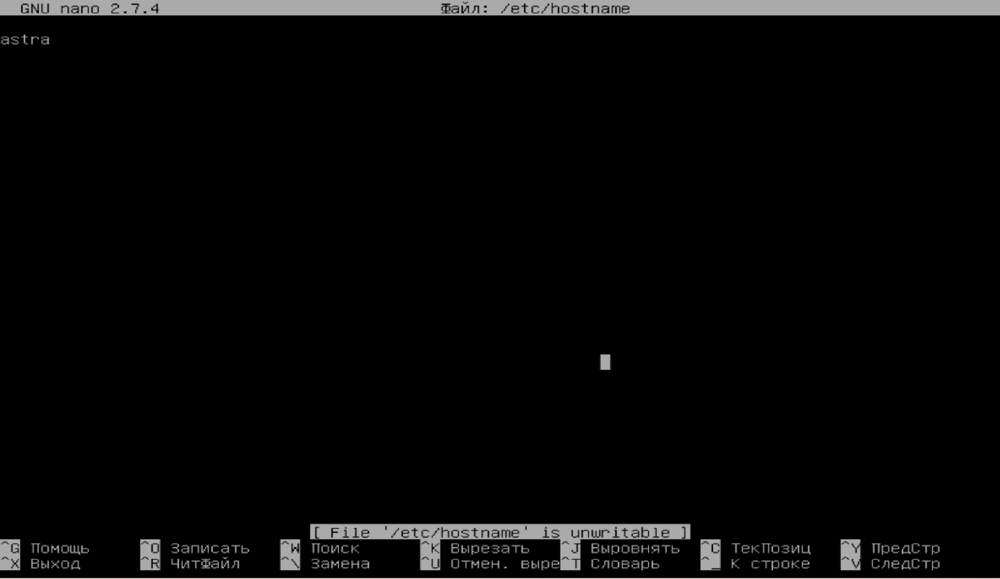 GNU nano 2.7.4 Файл: /etc/hostname
astra
[ File '/etc/hostname' is unwritable ]
^G Помощь ^O Записать ^W Поиск ^K Вырезать ^J Выровнять ^C ТекПозиц ^Y ПредСтр
^X Выход ^R ЧитФайл ^\ Замена ^U Отмен. выре^T Словарь ^_ К строке ^V СледСтр